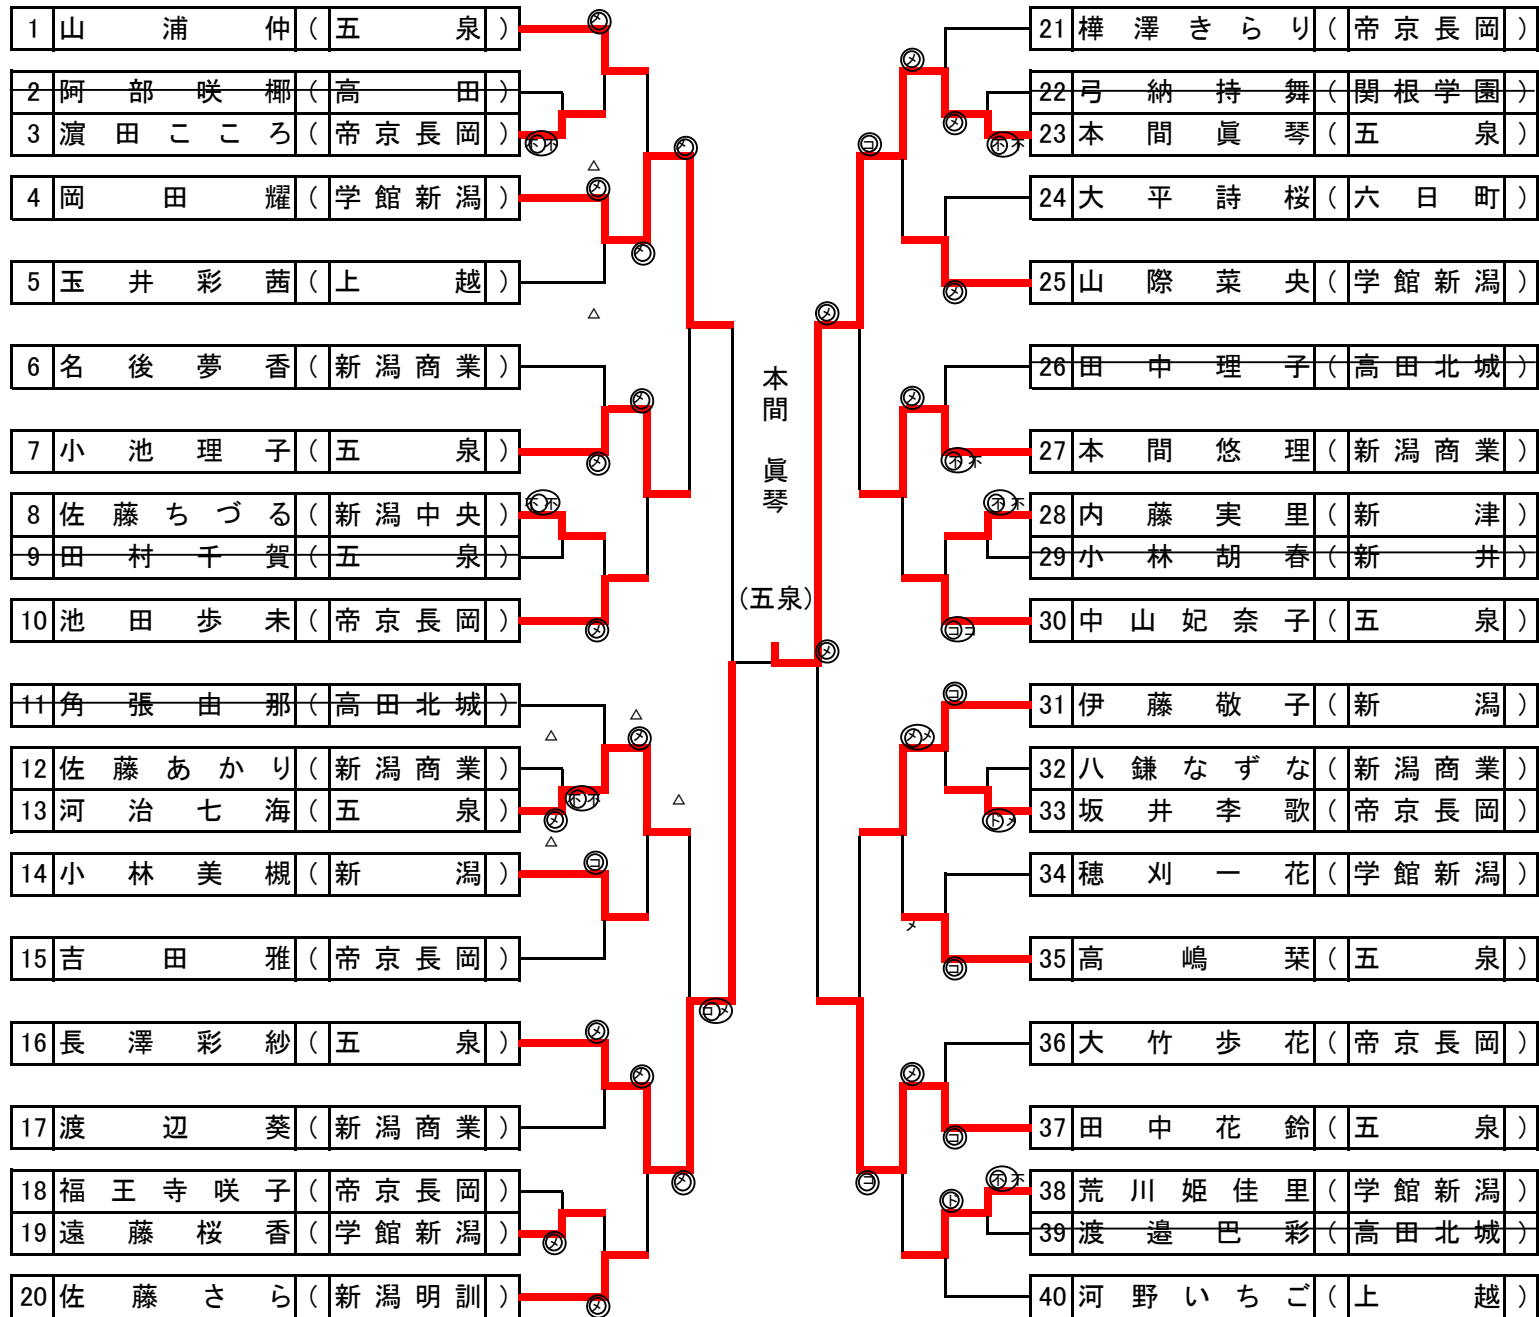 1 山浦仲 (五泉)
2 阿部咲椰 (高田)
3 濵田こころ (帝京長岡)
4 岡田耀 (学館新潟)
5 玉井彩茜 (上越)
6 名後夢香 (新潟商業)
7 小池理子 (五泉)
8 佐藤ちづる (新潟中央)
9 田村千賀 (五泉)
10 池田歩未 (帝京長岡)
11 角張由那 (高田北城)
12 佐藤あかり (新潟商業)
13 河治七海 (五泉)
14 小林美槻 (新潟)
15 吉田雅 (帝京長岡)
16 長澤彩紗 (五泉)
17 渡辺葵 (新潟商業)
18 福王寺咲子 (帝京長岡)
19 遠藤桜香 (学館新潟)
20 佐藤さら (新潟明訓)
本間 眞琴
(五泉)
21 樺澤きらり (帝京長岡)
22 弓納持舞 (関根学園)
23 本間眞琴 (五泉)
24 大平詩桜 (六日町)
25 山際菜央 (学館新潟)
26 田中理子 (高田北城)
27 本間悠理 (新潟商業)
28 内藤実里 (新津)
29 小林胡春 (新井)
30 中山妃奈子 (五泉)
31 伊藤敬子 (新潟)
32 八鎌なずな (新潟商業)
33 坂井李歌 (帝京長岡)
34 穂刈一花 (学館新潟)
35 高嶋栞 (五泉)
36 大竹歩花 (帝京長岡)
37 田中花鈴 (五泉)
38 荒川姫佳里 (学館新潟)
39 渡邉巴彩 (高田北城)
40 河野いちご (上越)